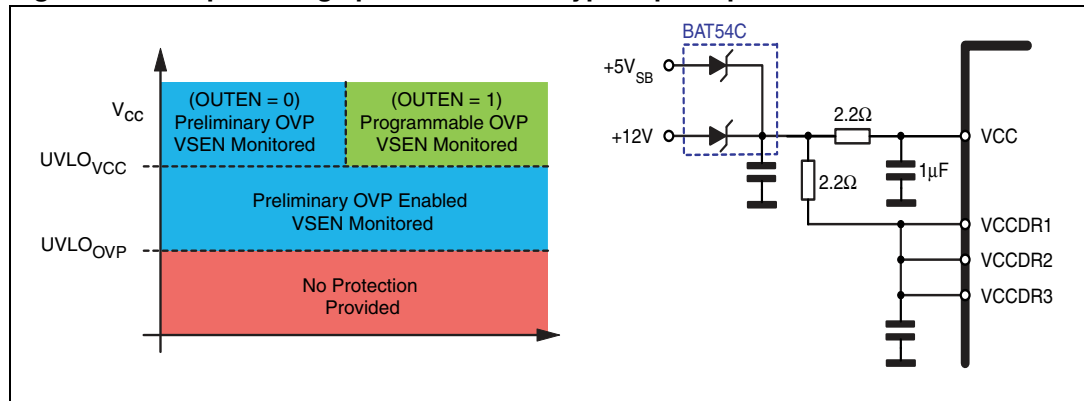 V_CC
UVLO_VCC
UVLO_OVP
(OUTEN = 0)
Preliminary OVP
VSEN Monitored
(OUTEN = 1)
Programmable OVP
VSEN Monitored
Preliminary OVP Enabled
VSEN Monitored
No Protection
Provided
BAT54C
+5V_SB
+12V
2.2Ω
2.2Ω
1µF
VCC
VCCDR1
VCCDR2
VCCDR3